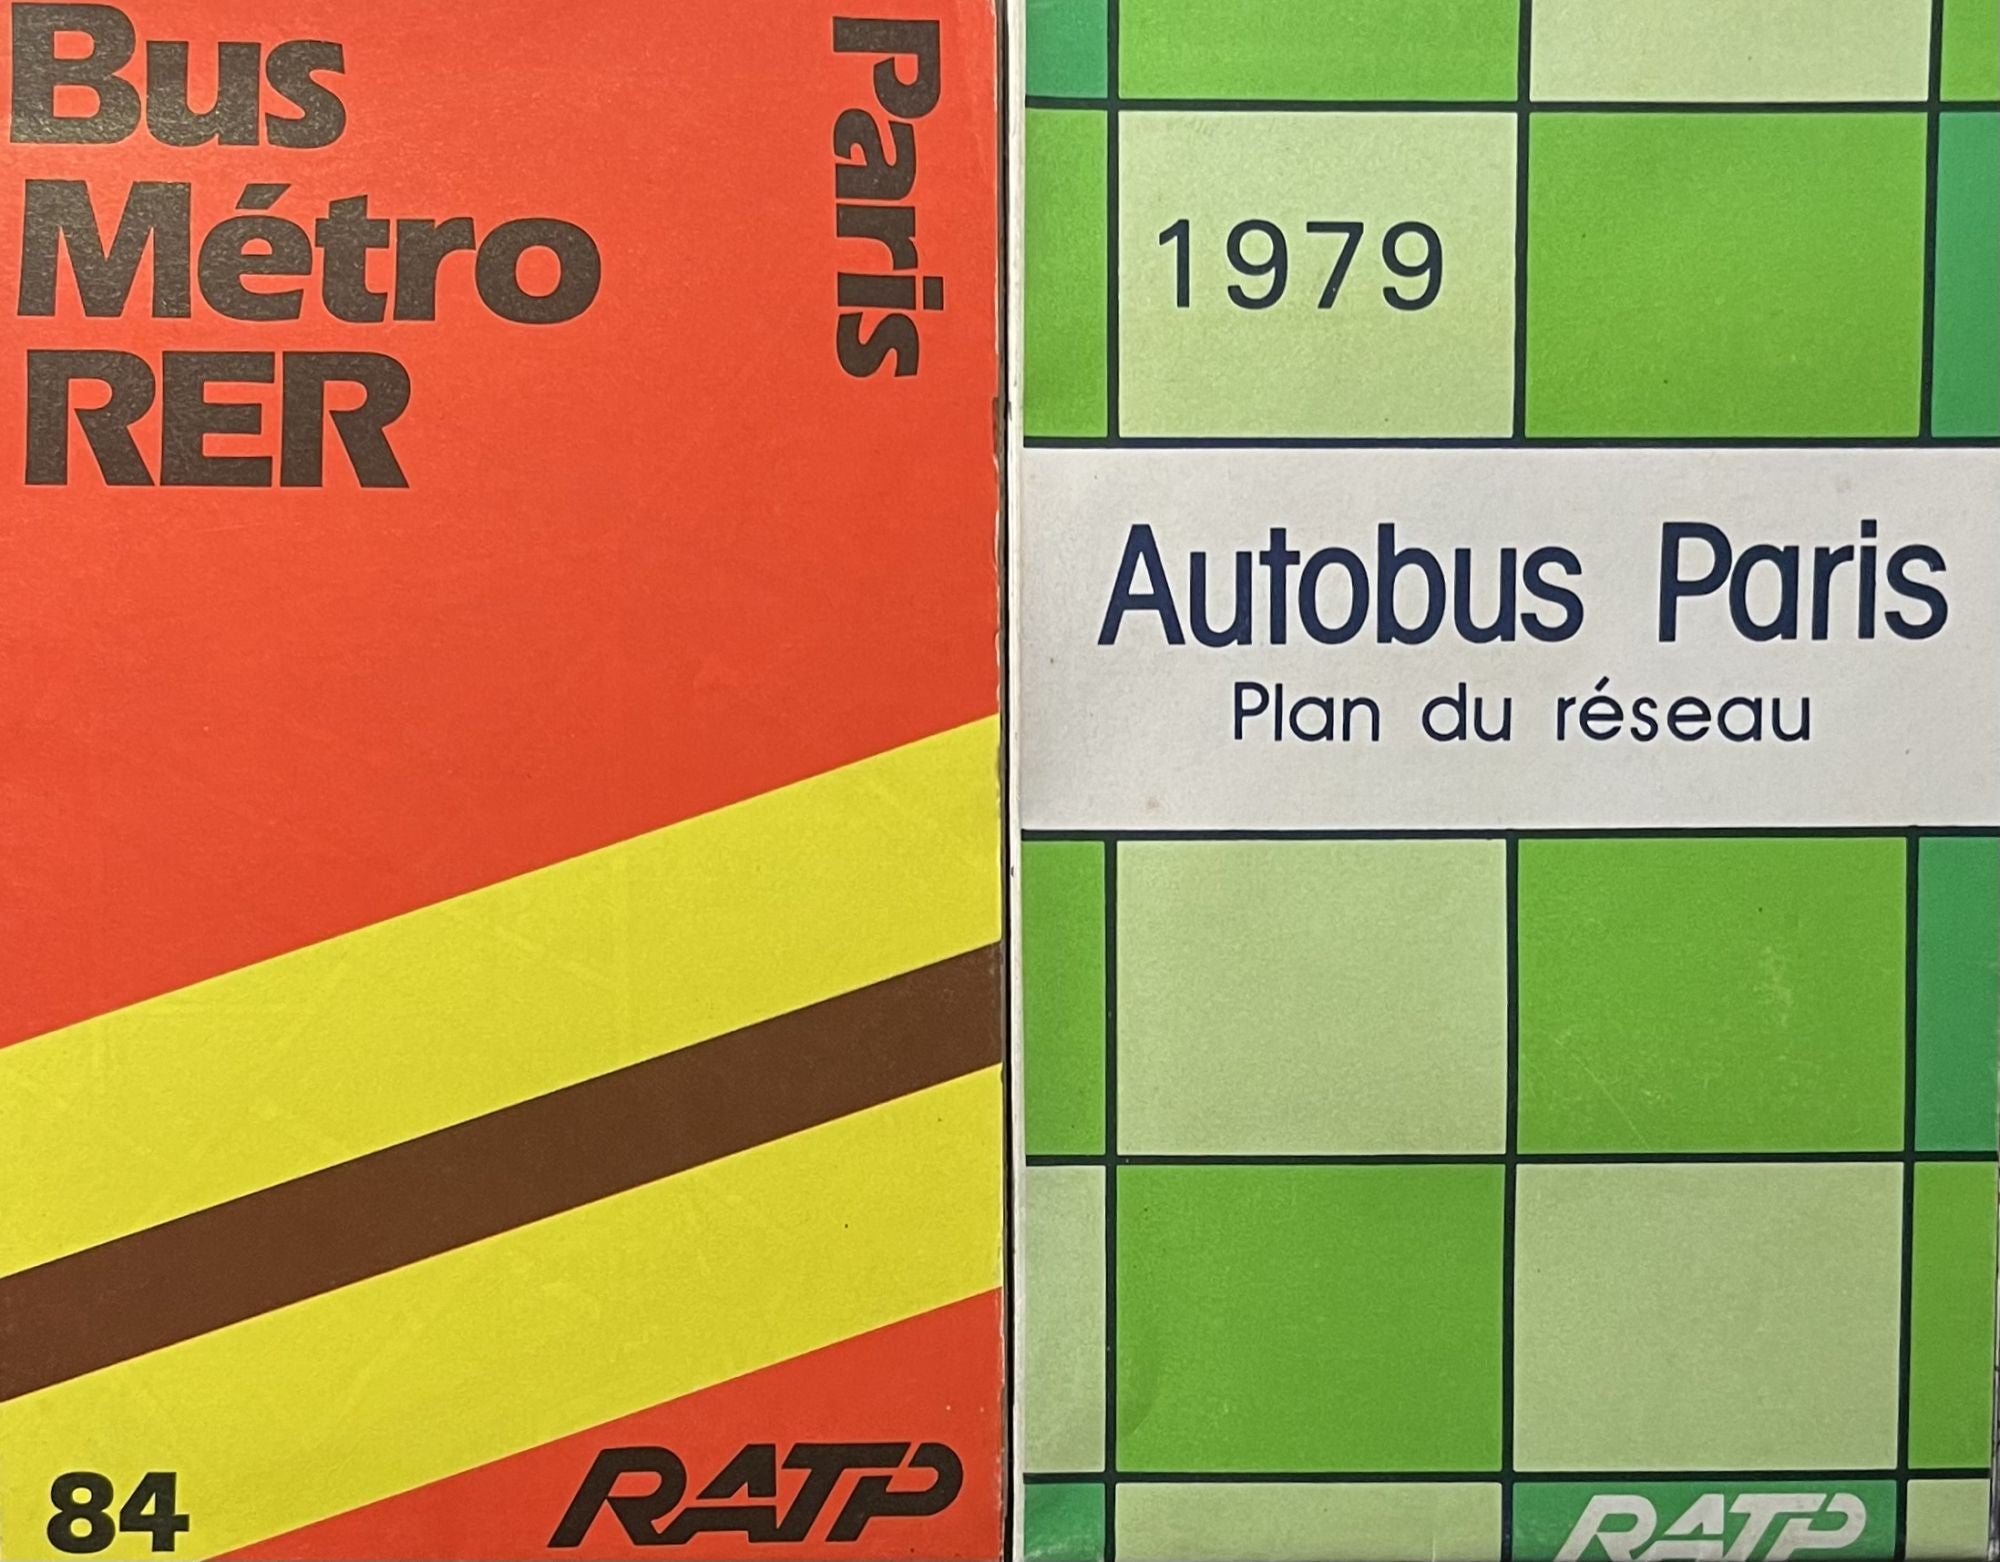 Bus
Métro
RER
Paris
84
RATP
1979
Autobus Paris
Plan du réseau
RATP